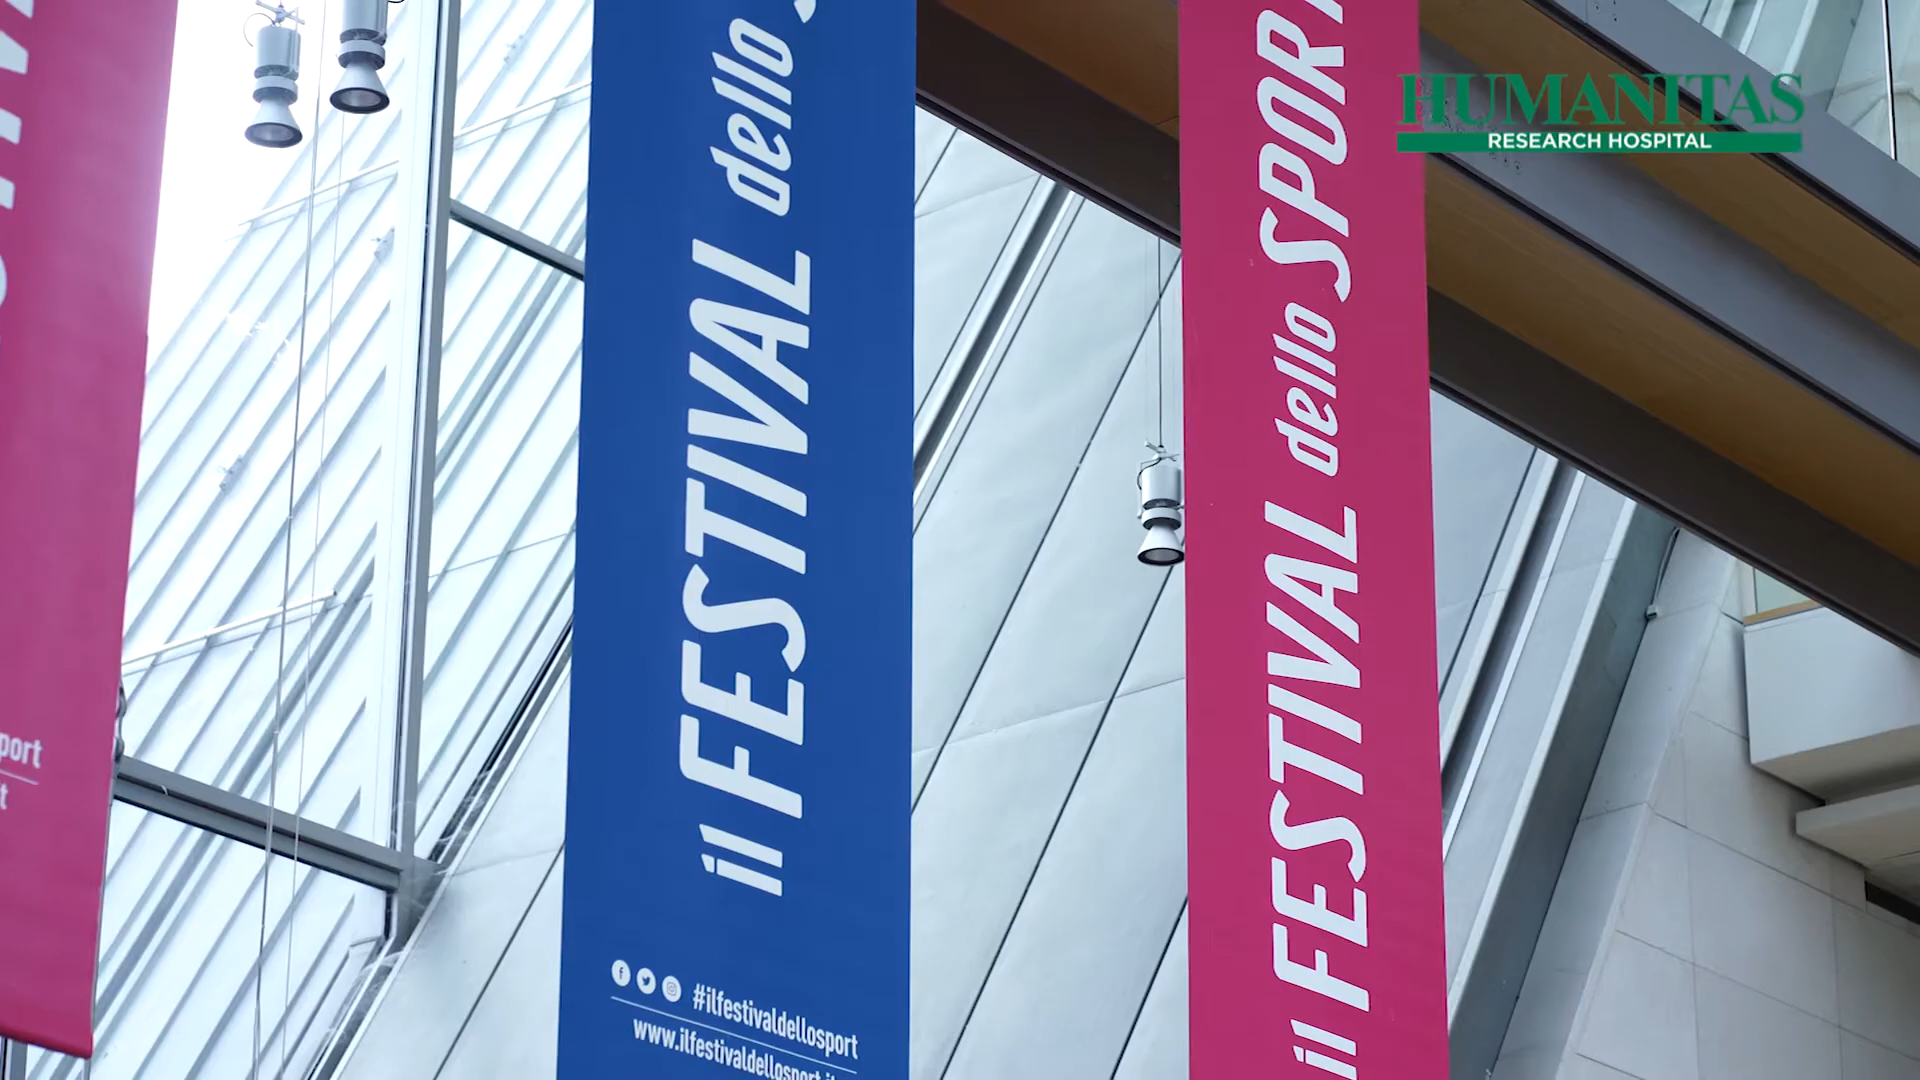 port
t
il FESTIVAL dello
#ilfestivaldellosport
www.ilfestivaldellosport.it
il FESTIVAL dello SPOR
HUMANITAS
RESEARCH HOSPITAL